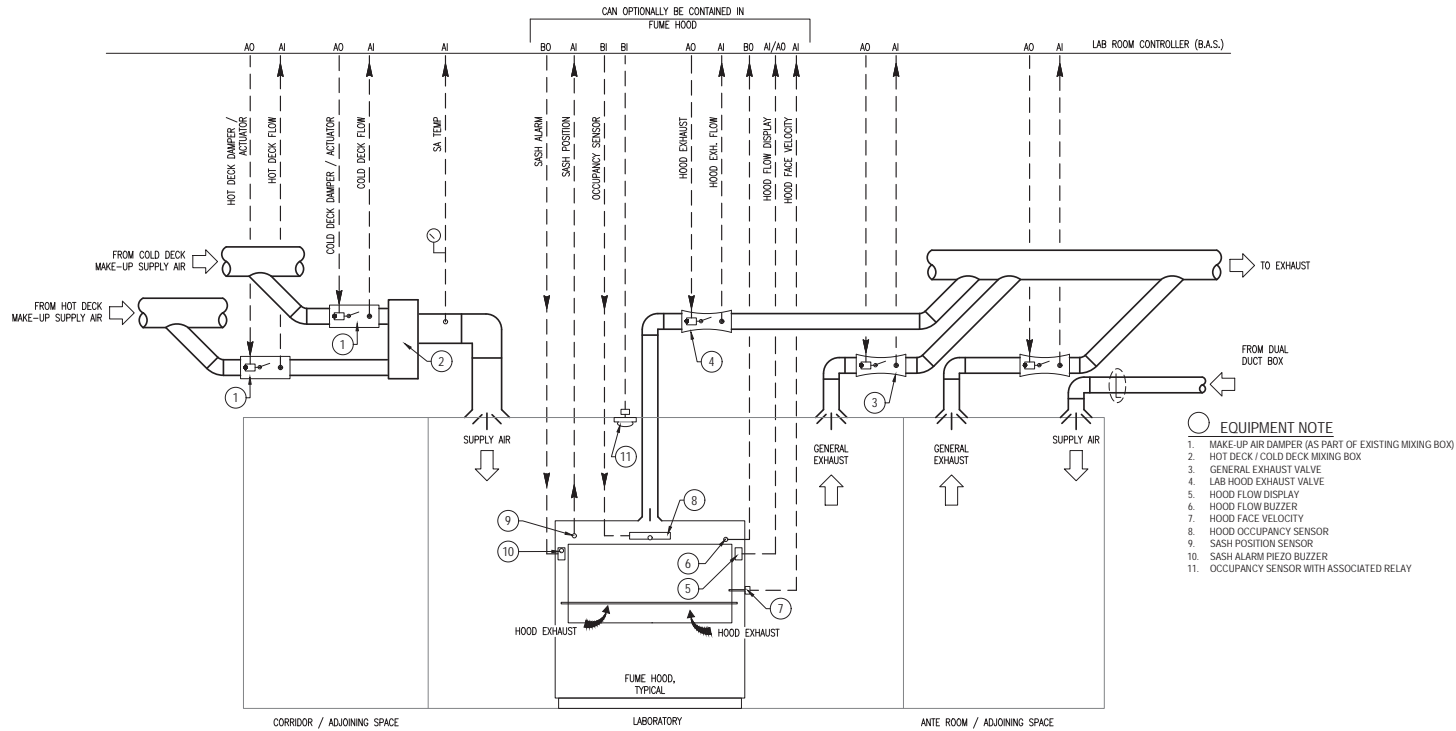 CAN OPTIONALLY BE CONTAINED IN
FUME HOOD
AO AI AO AI AI BO AI BI BI AO AI BO AI/AO AI AO AI AO AI
LAB ROOM CONTROLLER (B.A.S.)
HOT DECK DAMPER /
ACTUATOR
HOT DECK FLOW
COLD DECK DAMPER / ACTUATOR
COLD DECK FLOW
SA TEMP
SASH ALARM
SASH POSITION
OCCUPANCY SENSOR
HOOD EXHAUST
HOOD EXH. FLOW
HOOD FLOW DISPLAY
HOOD FACE VELOCITY
FROM COLD DECK
MAKE-UP SUPPLY AIR
FROM HOT DECK
MAKE-UP SUPPLY AIR
TO EXHAUST
1
2
4
3
1
FROM DUAL
DUCT BOX
SUPPLY AIR
11
GENERAL
EXHAUST
GENERAL
EXHAUST
SUPPLY AIR
8
9
10
6
5
7
HOOD EXHAUST
HOOD EXHAUST
FUME HOOD,
TYPICAL
CORRIDOR / ADJOINING SPACE
LABORATORY
ANTE ROOM / ADJOINING SPACE
EQUIPMENT NOTE
1. MAKE-UP AIR DAMPER (AS PART OF EXISTING MIXING BOX)
2. HOT DECK / COLD DECK MIXING BOX
3. GENERAL EXHAUST VALVE
4. LAB HOOD EXHAUST VALVE
5. HOOD FLOW DISPLAY
6. HOOD FLOW BUZZER
7. HOOD FACE VELOCITY
8. HOOD OCCUPANCY SENSOR
9. SASH POSITION SENSOR
10. SASH ALARM PIEZO BUZZER
11. OCCUPANCY SENSOR WITH ASSOCIATED RELAY